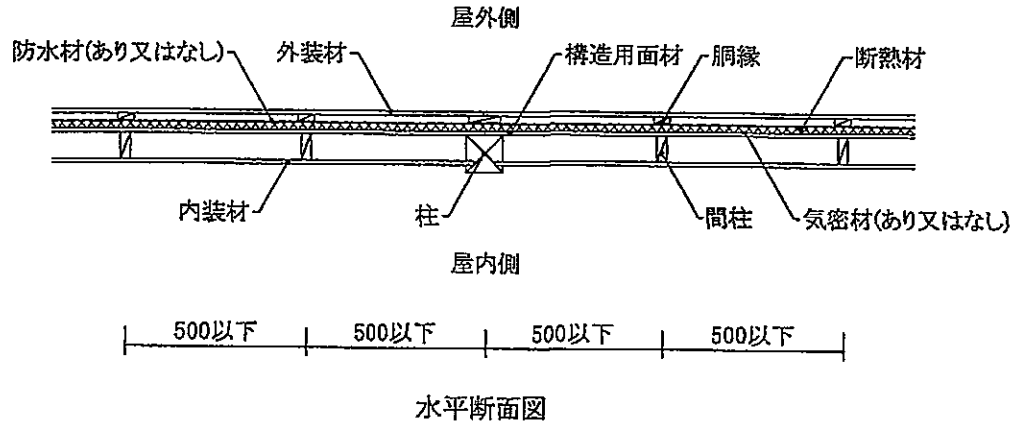 屋外側
防水材(あり又はなし)
外装材
構造用面材
胴縁
断熱材
内装材
柱
間柱
気密材(あり又はなし)
屋内側
500以下
500以下
500以下
500以下
水平断面図